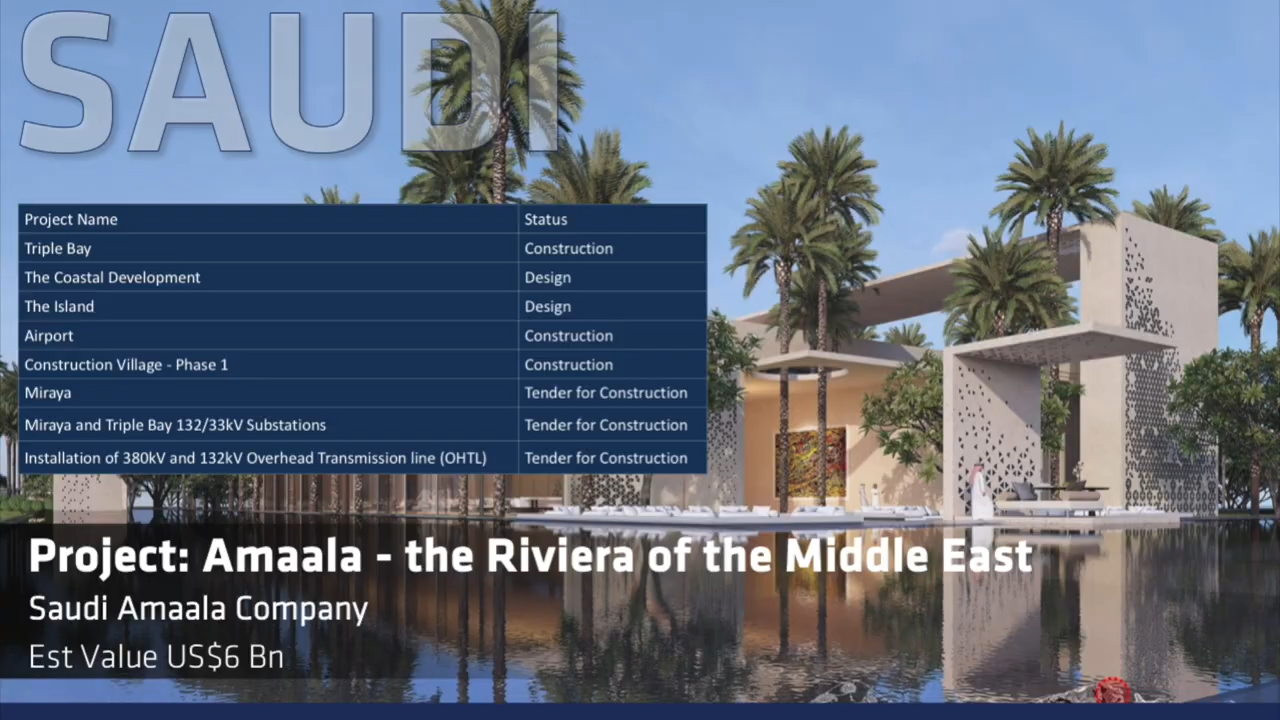 SAUDI
Project Name Status
Triple Bay Construction
The Coastal Development Design
The Island Design
Airport Construction
Construction Village - Phase 1 Construction
Miraya Tender for Construction
Miraya and Triple Bay 132/33kV Substations Tender for Construction
Installation of 380kV and 132kV Overhead Transmission line (OHTL) Tender for Construction
Project: Amaala - the Riviera of the Middle East
Saudi Amaala Company
Est Value US$6 Bn